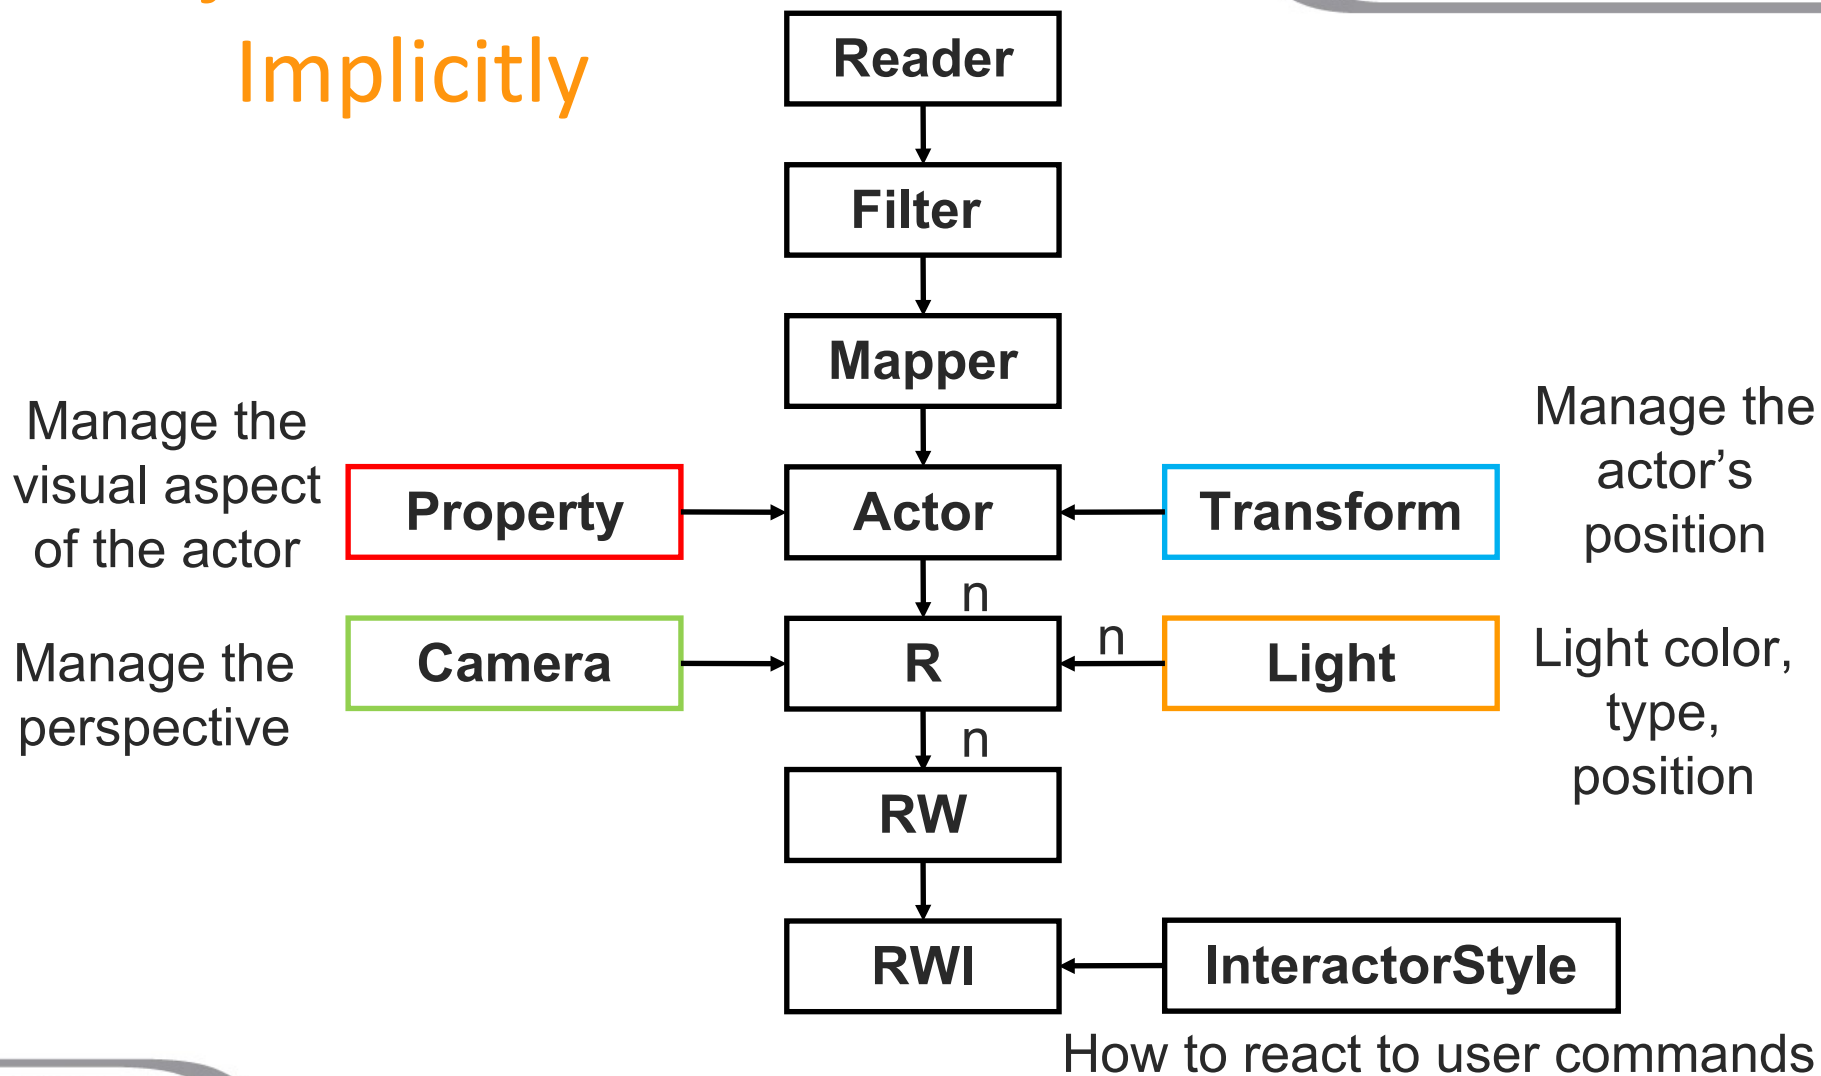 Implicitly
Reader
Filter
Mapper
Manage the
visual aspect
of the actor
Property
Actor
Transform
Manage the
actor’s
position
n
Manage the
perspective
Camera
R
n
Light
Light color,
type,
position
n
RW
RWI
InteractorStyle
How to react to user commands